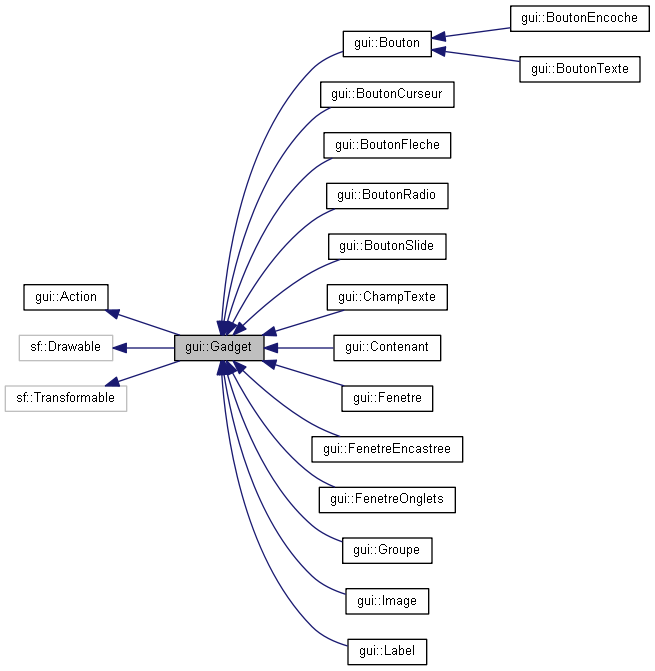 gui::BoutonEncoche
gui::Bouton
gui::BoutonTexte
gui::BoutonCurseur
gui::BoutonFleche
gui::BoutonRadio
gui::BoutonSlide
gui::Action
gui::ChampTexte
sf::Drawable
gui::Gadget
gui::Contenant
sf::Transformable
gui::Fenetre
gui::FenetreEncastree
gui::FenetreOnglets
gui::Groupe
gui::Image
gui::Label